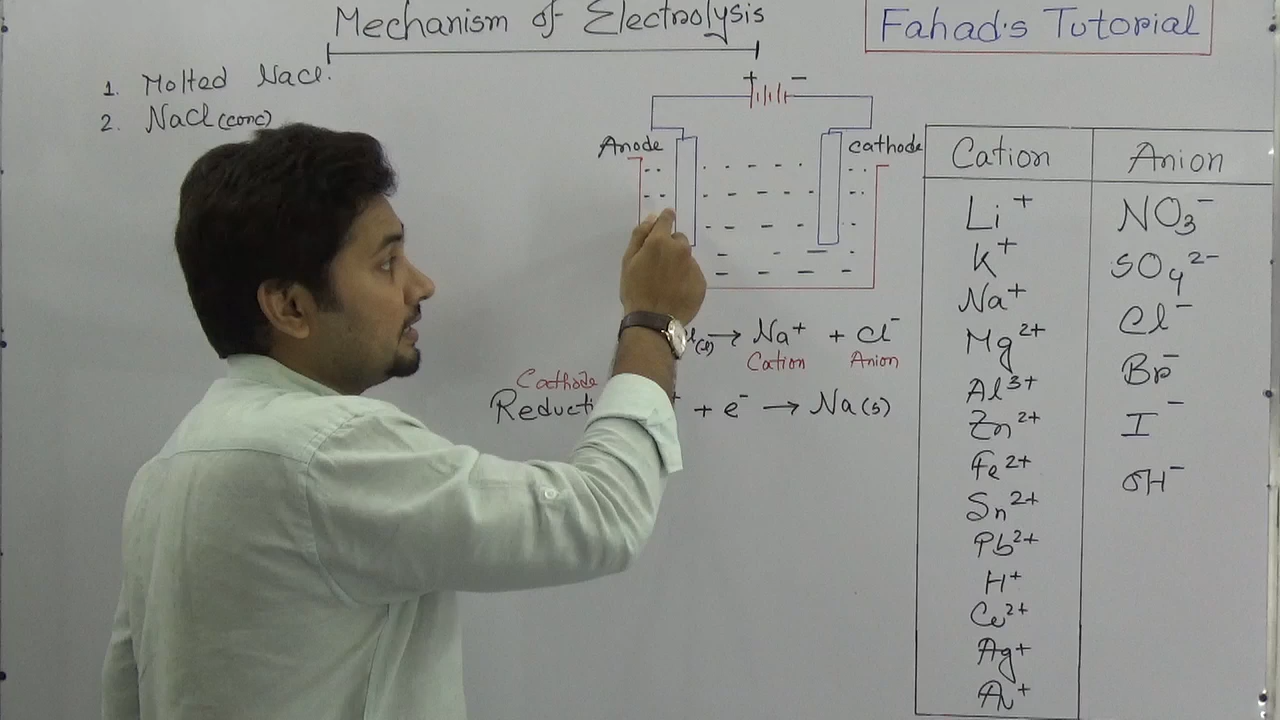 Mechanism of Electrolysis
Fahad's Tutorial
1. Molted NaCl.
2. NaCl (conc)
+ −
Anode
cathode
(l) → Na⁺ + Cl⁻
Cation Anion
Cathode
Reducti + e⁻ → Na(s)
Cation Anion
Li⁺ NO₃⁻
K⁺ SO₄²⁻
Na⁺ Cl⁻
Mg²⁺ Br⁻
Al³⁺ I⁻
Zn²⁺ OH⁻
Fe²⁺
Sn²⁺
Pb²⁺
H⁺
Cu²⁺
Ag⁺
Au⁺